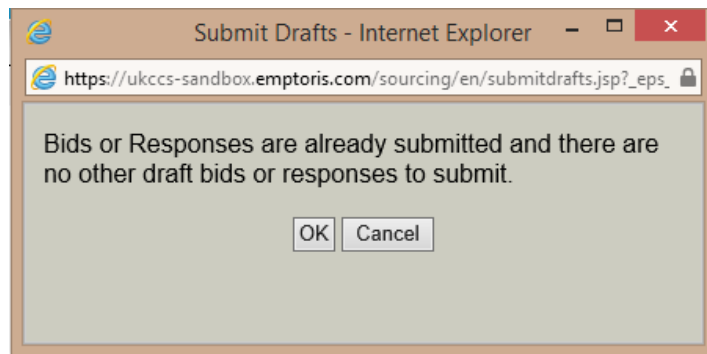 Submit Drafts - Internet Explorer
https://ukccs-sandbox.emptoris.com/sourcing/en/submitdrafts.jsp?_eps_
Bids or Responses are already submitted and there are
no other draft bids or responses to submit.
OK Cancel